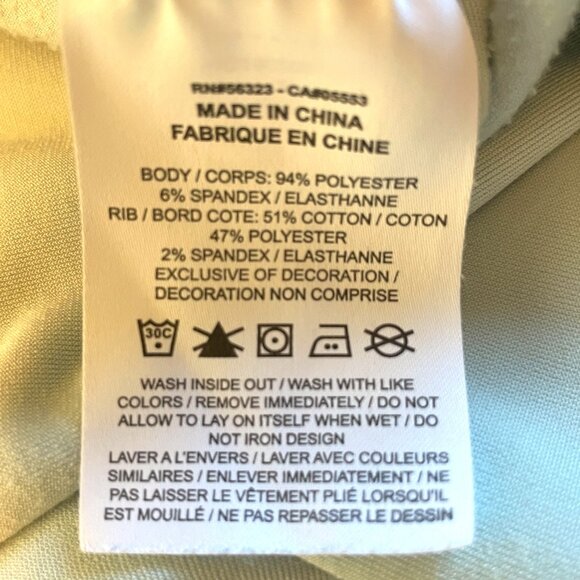 RN#56323 - CA#05553
MADE IN CHINA
FABRIQUE EN CHINE
BODY / CORPS: 94% POLYESTER
6% SPANDEX / ELASTHANNE
RIB / BORD COTE: 51% COTTON / COTON
47% POLYESTER
2% SPANDEX / ELASTHANNE
EXCLUSIVE OF DECORATION /
DECORATION NON COMPRISE
30C
WASH INSIDE OUT / WASH WITH LIKE
COLORS / REMOVE IMMEDIATELY / DO NOT
ALLOW TO LAY ON ITSELF WHEN WET / DO
NOT IRON DESIGN
LAVER A L'ENVERS / LAVER AVEC COULEURS
SIMILAIRES / ENLEVER IMMEDIATEMENT / NE
PAS LAISSER LE VÊTEMENT PLIÉ LORSQU'IL
EST MOUILLÉ / NE PAS REPASSER LE DESSIN